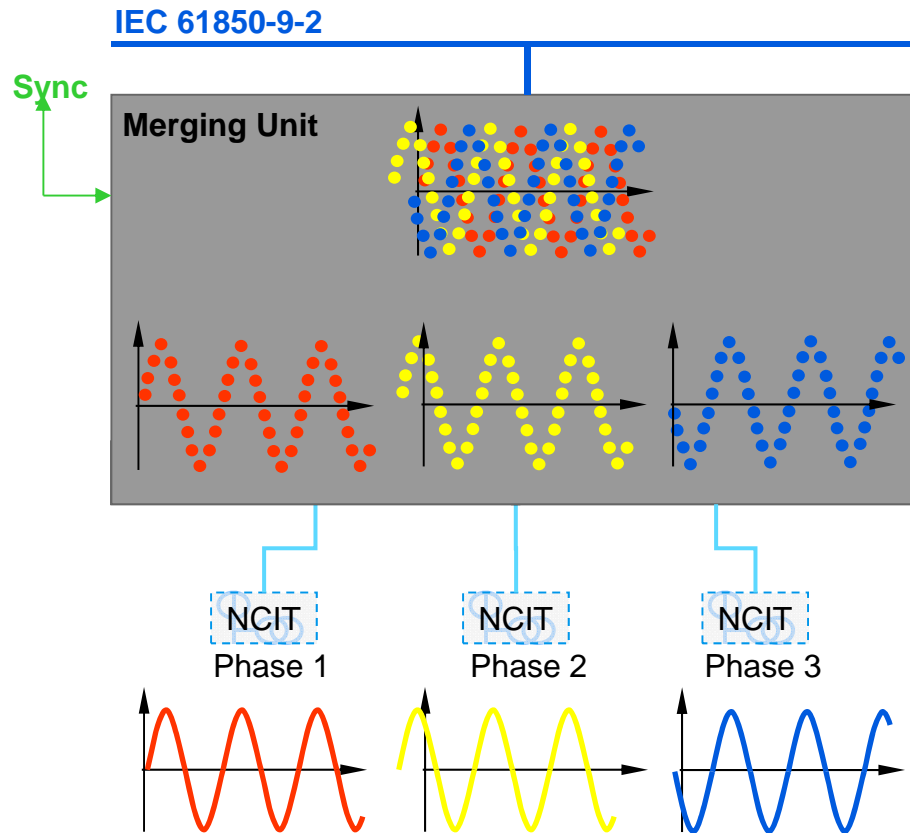 IEC 61850-9-2
Sync
Merging Unit
NCIT
NCIT
NCIT
Phase 1
Phase 2
Phase 3